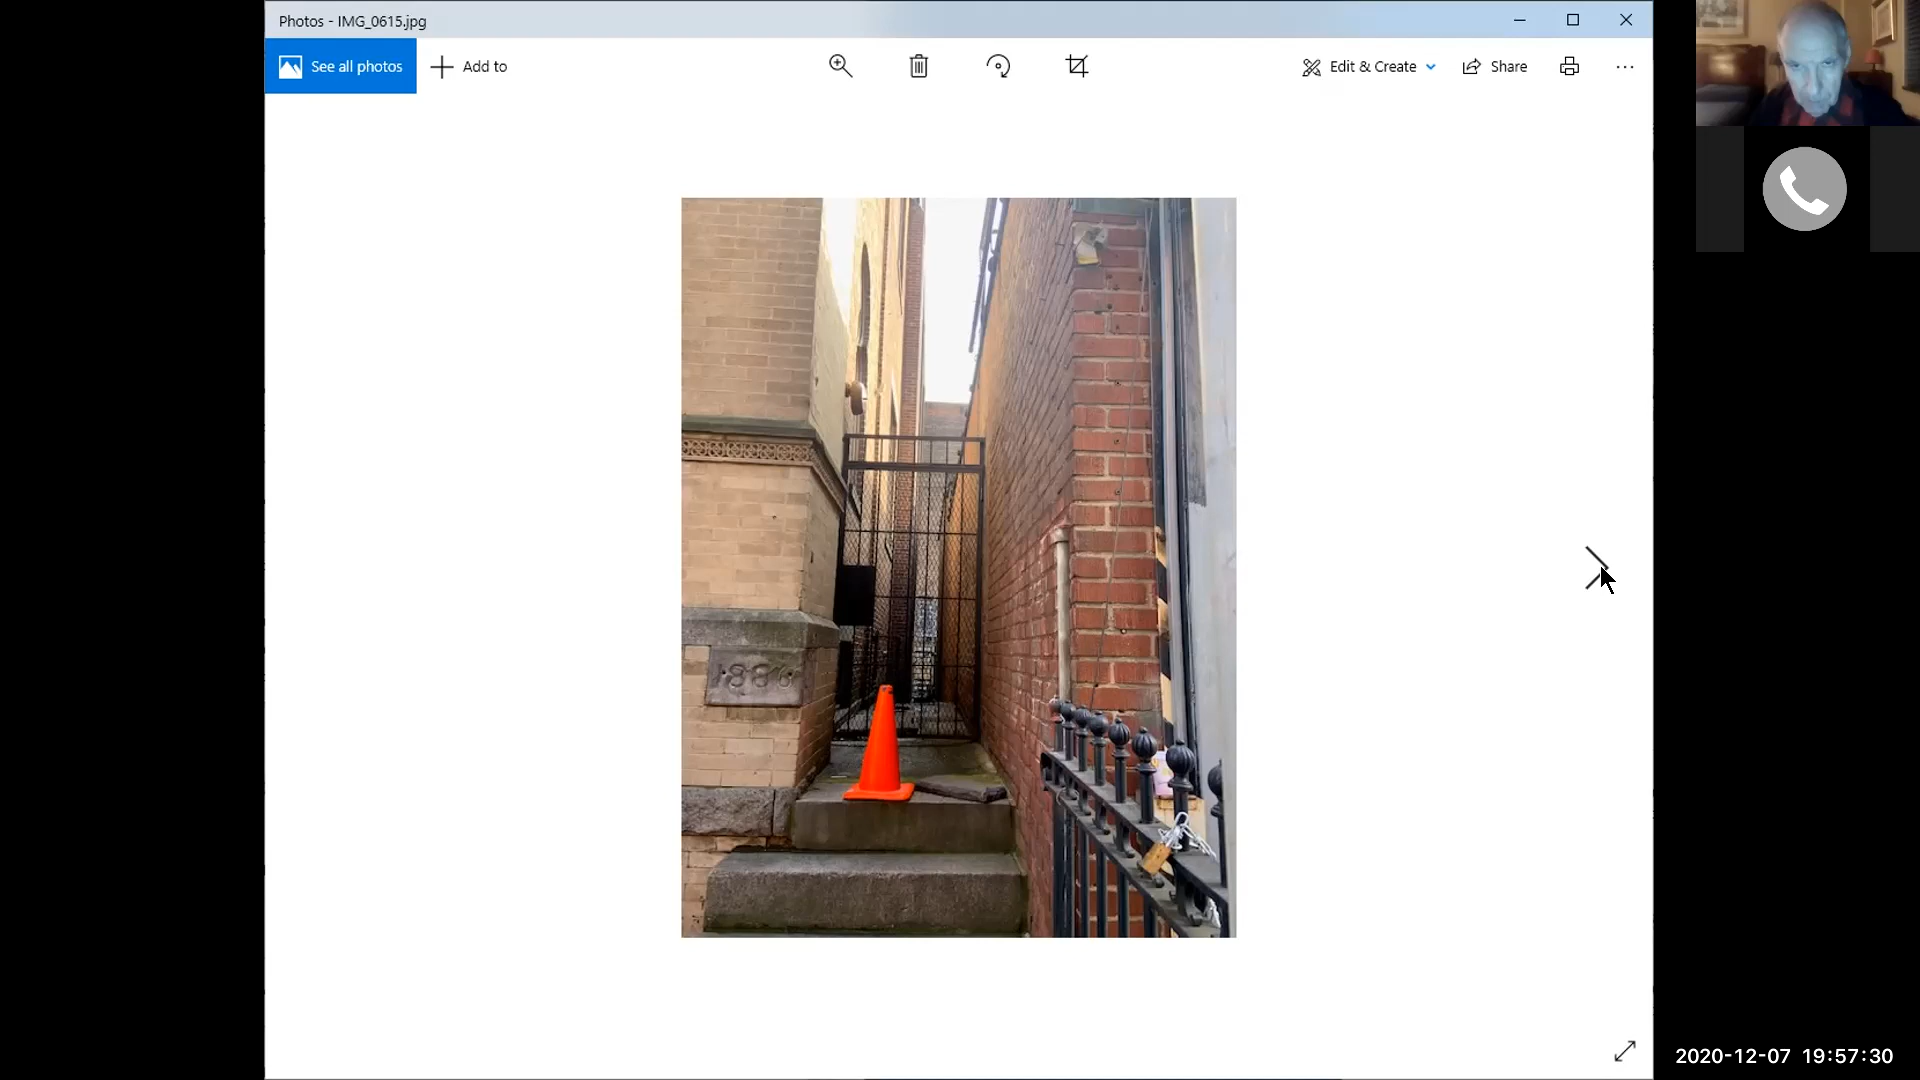 Photos - IMG_0615.jpg
See all photos
Add to
Edit & Create
Share
1886
2020-12-07 19:57:30